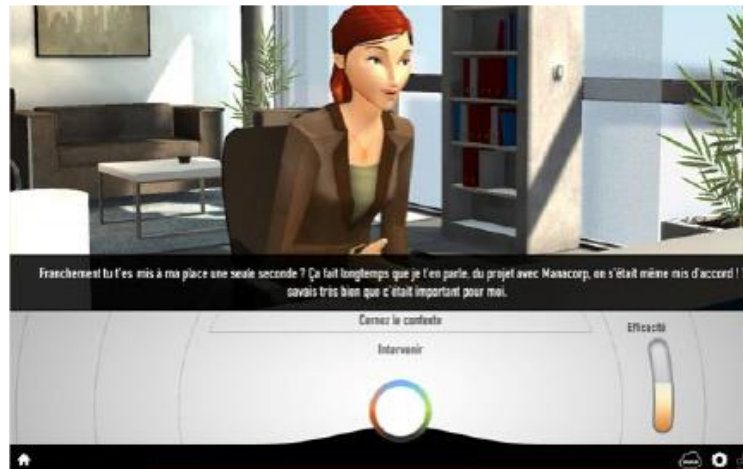 Franchement tu t'es mis à ma place une seule seconde ? Ça fait longtemps que je t'en parle, du projet avec Manacorp, on s'était même mis d'accord !
savais très bien que c'était important pour moi.
Cernez le contexte
Efficacité
Intervenir